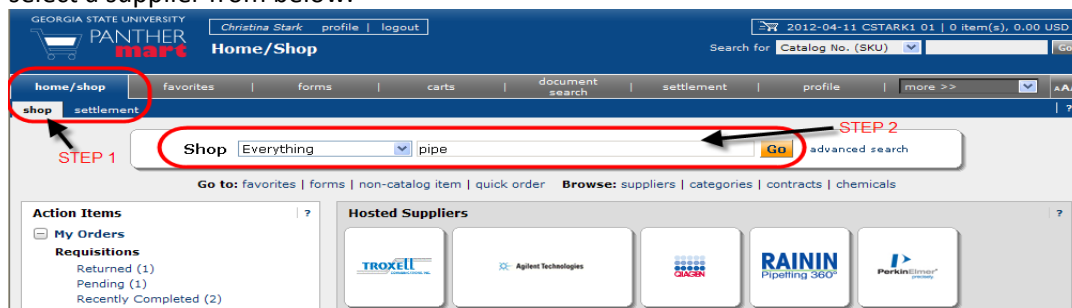 select a supplier from below.
GEORGIA STATE UNIVERSITY
PANTHER
mart
Christina Stark profile | logout
2012-04-11 CSTARK1 01 | 0 item(s), 0.00 USD
Home/Shop
Search for Catalog No. (SKU) Go
home/shop favorites | forms | carts | document search | settlement | profile | more >> AAA
shop settlement | ?
STEP 1
STEP 2
Shop Everything pipe Go advanced search
Go to: favorites | forms | non-catalog item | quick order Browse: suppliers | categories | contracts | chemicals
Action Items ?
My Orders
Requisitions
Returned (1)
Pending (1)
Recently Completed (2)
Hosted Suppliers ?
TROXELL
Agilent Technologies
QIAGEN
RAININ
Pipetting 360°
PerkinElmer
precisely